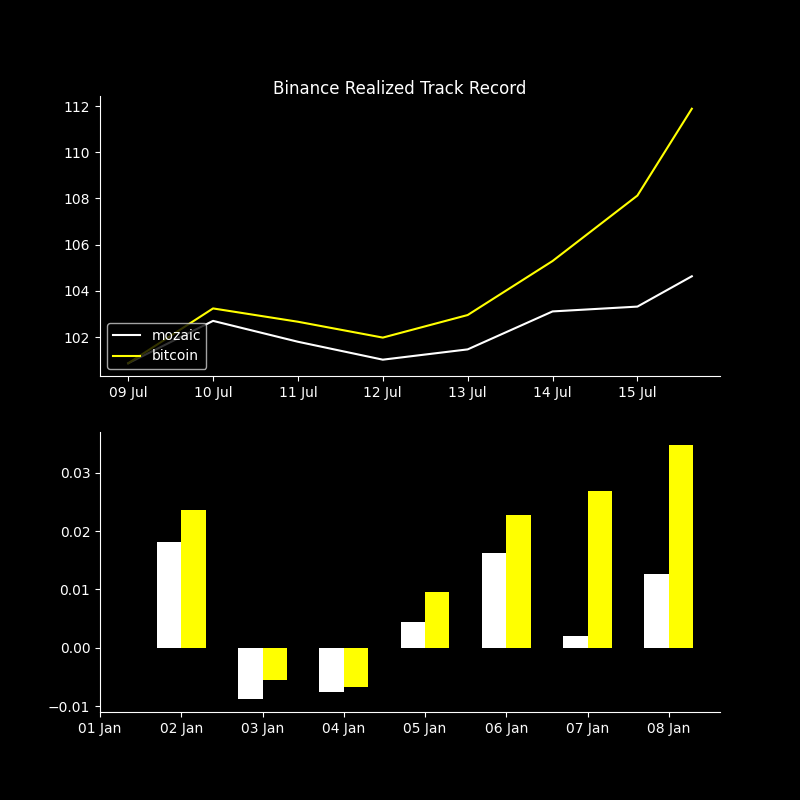 Binance Realized Track Record
112
110
108
106
104
102
mozaic
bitcoin
09 Jul 10 Jul 11 Jul 12 Jul 13 Jul 14 Jul 15 Jul
0.03
0.02
0.01
0.00
−0.01
01 Jan 02 Jan 03 Jan 04 Jan 05 Jan 06 Jan 07 Jan 08 Jan